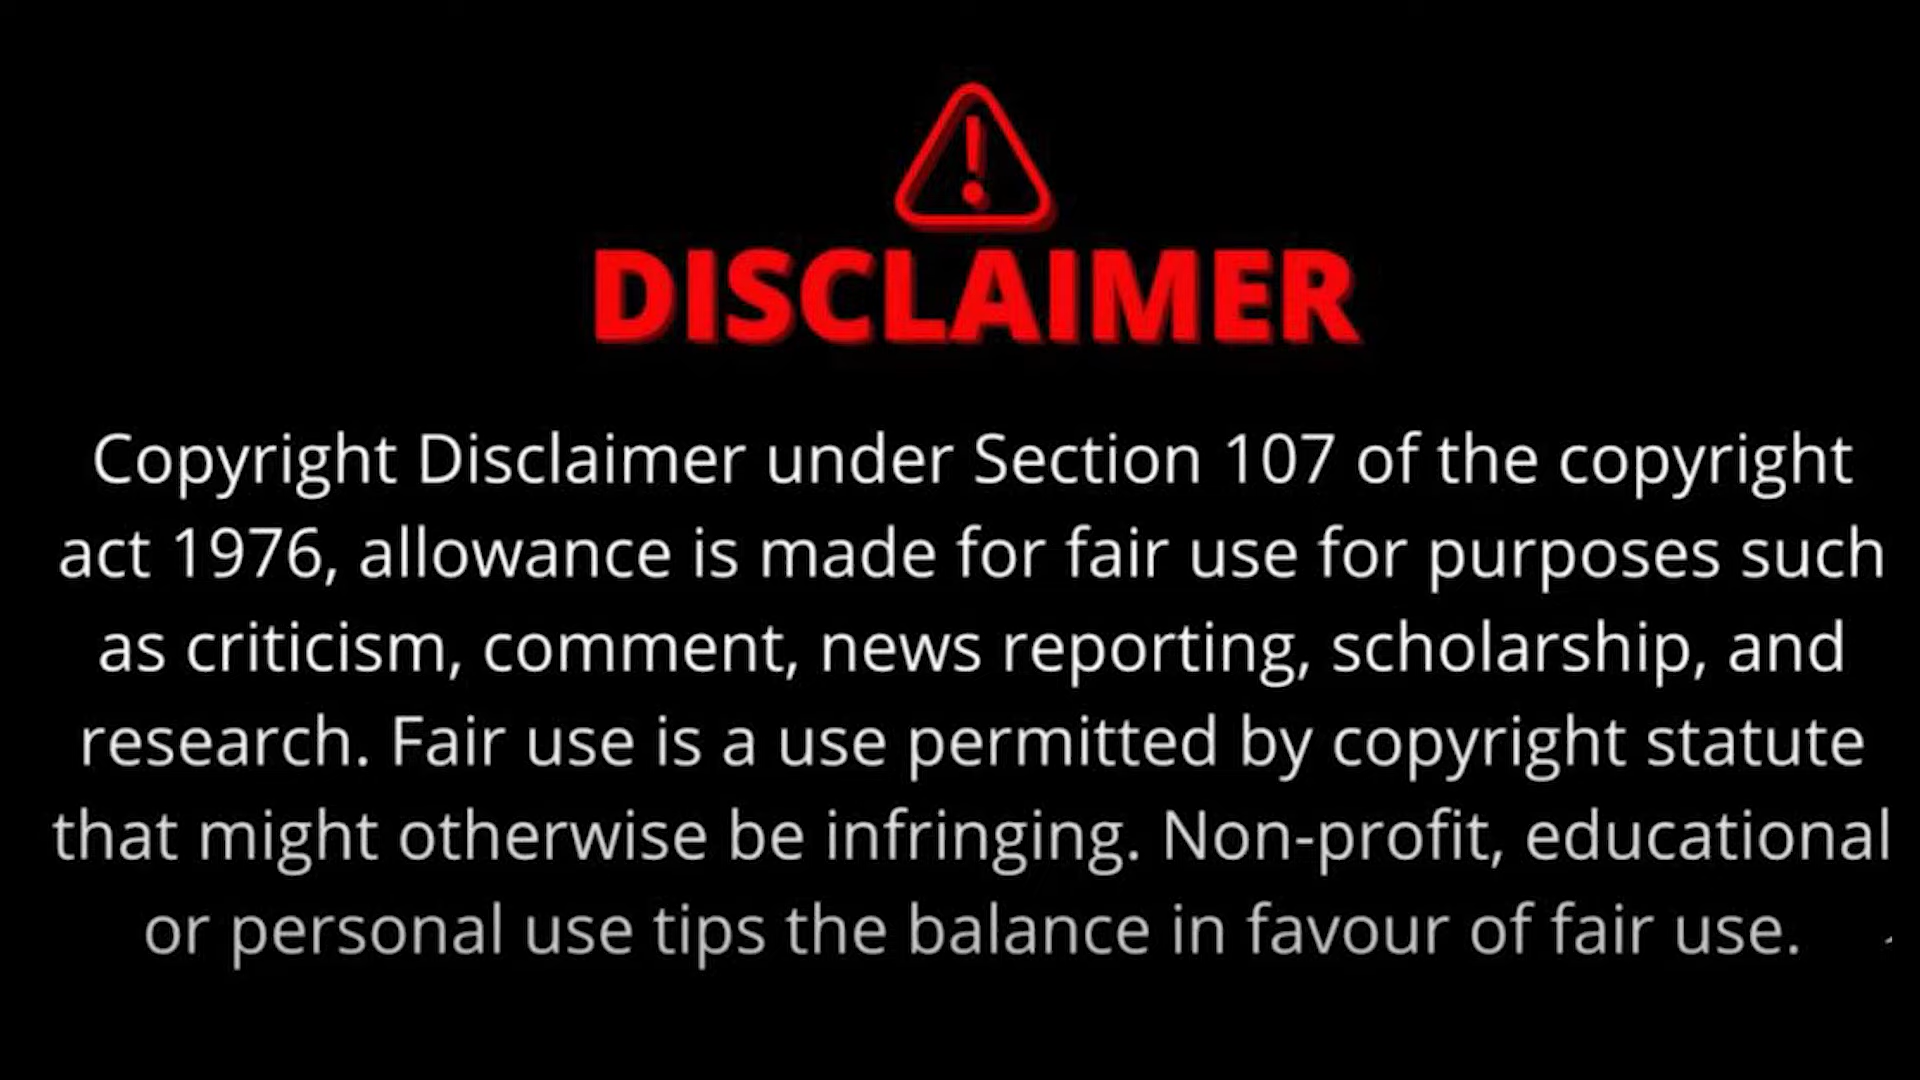 DISCLAIMER
Copyright Disclaimer under Section 107 of the copyright
act 1976, allowance is made for fair use for purposes such
as criticism, comment, news reporting, scholarship, and
research. Fair use is a use permitted by copyright statute
that might otherwise be infringing. Non-profit, educational
or personal use tips the balance in favour of fair use.